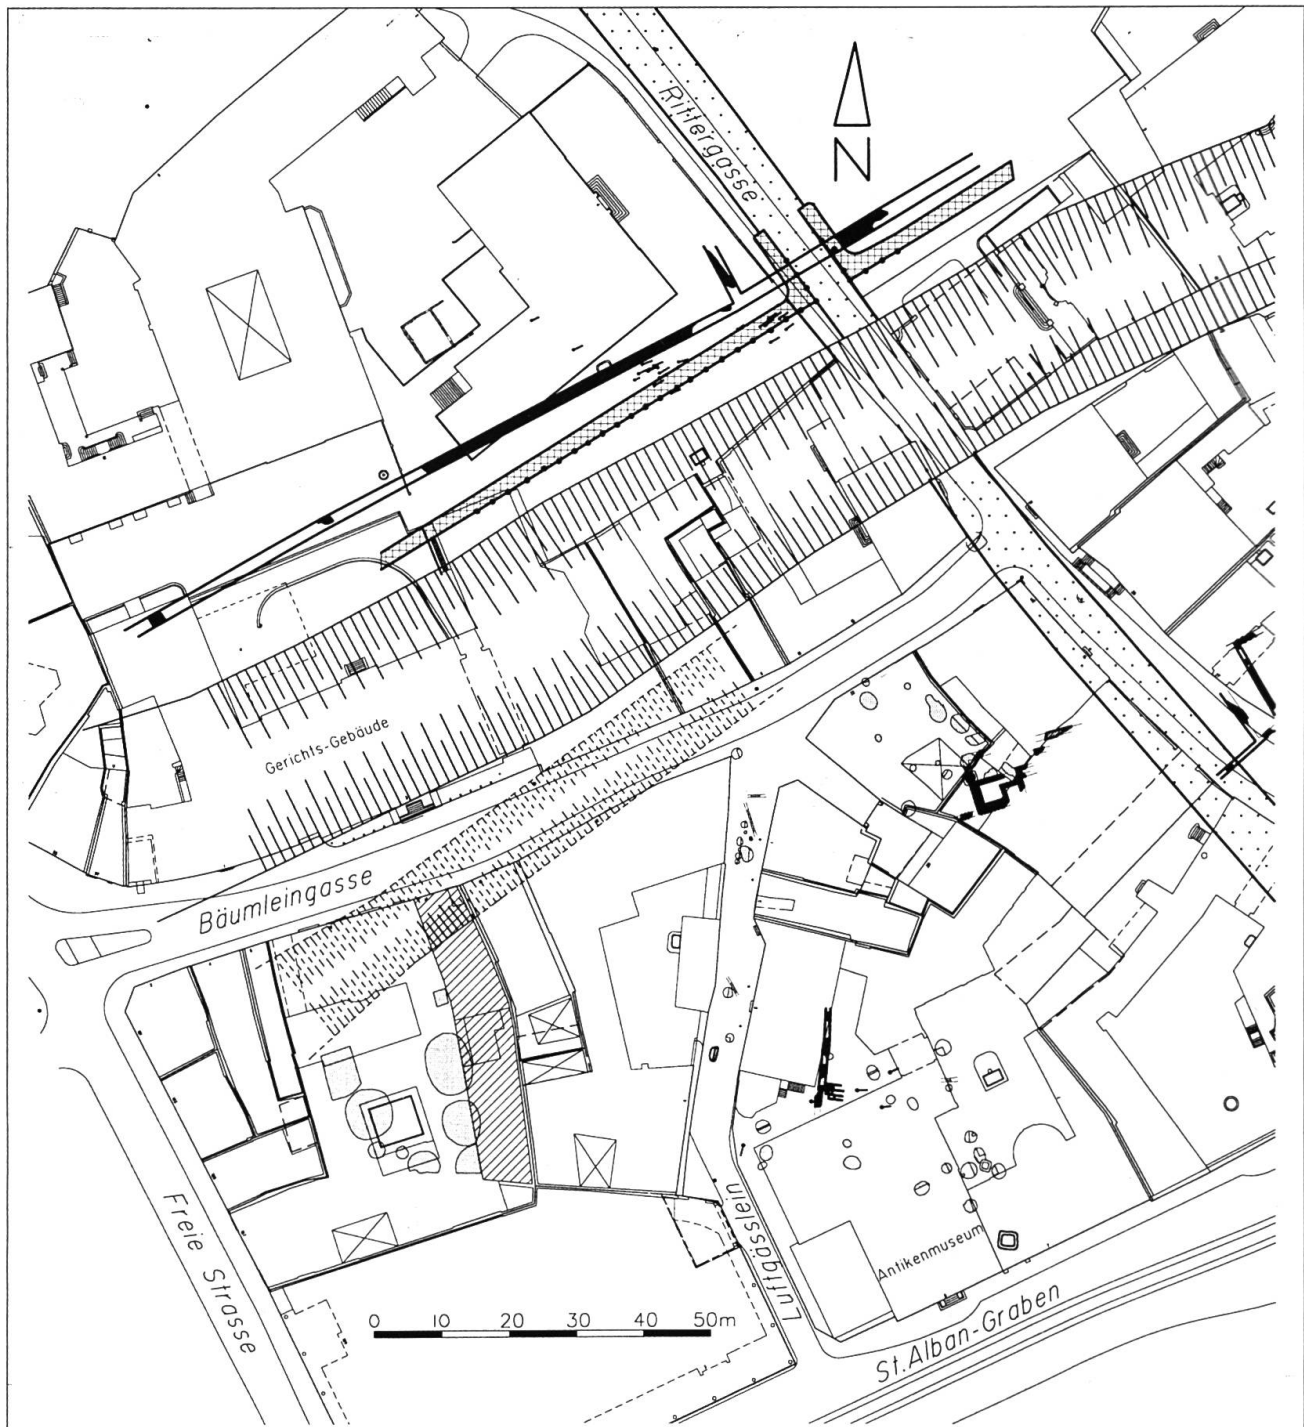 Rittergasse
N
Gerichts-Gebäude
Bäumleingasse
Freie Strasse
Luftgässlein
Antikenmuseum
St. Alban-Graben
0 10 20 30 40 50m